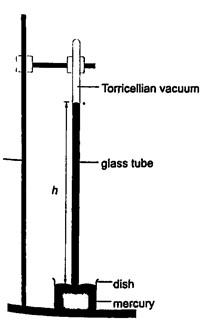 Torricellian vacuum
glass tube
h
dish
mercury